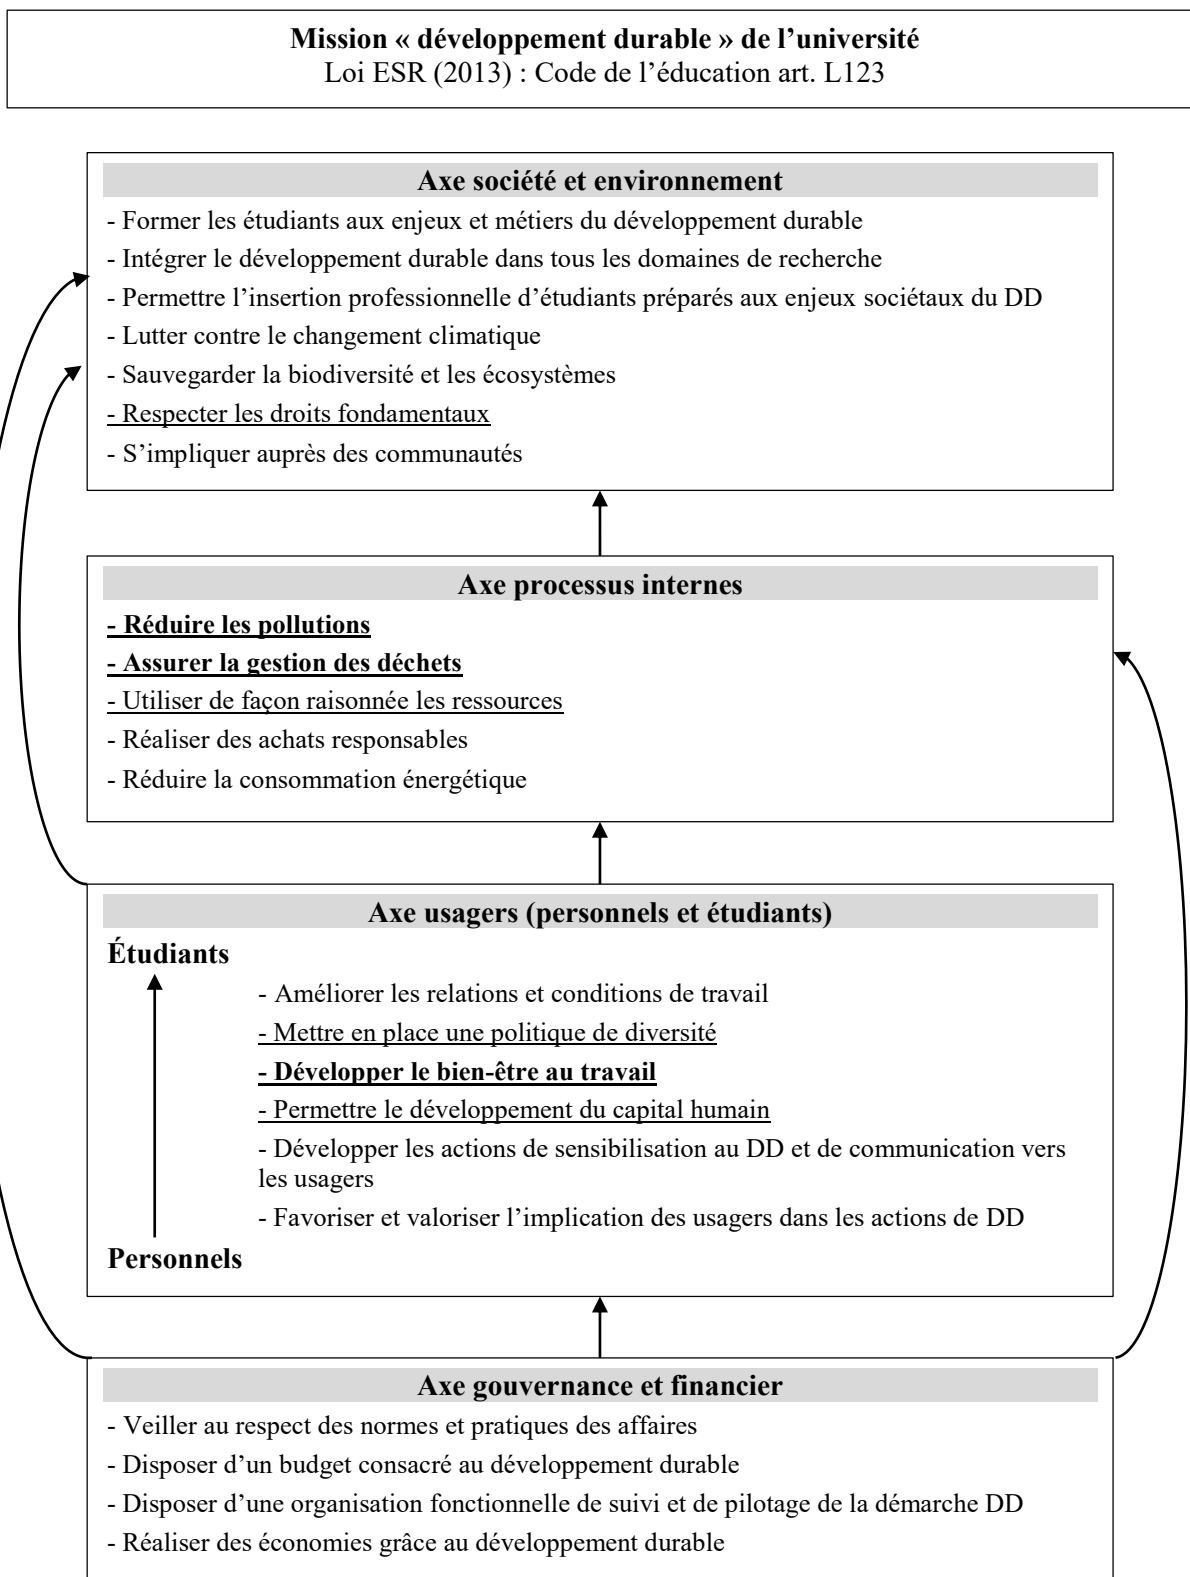 Mission « développement durable » de l’université
Loi ESR (2013) : Code de l’éducation art. L123
Axe société et environnement
- Former les étudiants aux enjeux et métiers du développement durable
- Intégrer le développement durable dans tous les domaines de recherche
- Permettre l’insertion professionnelle d’étudiants préparés aux enjeux sociétaux du DD
- Lutter contre le changement climatique
- Sauvegarder la biodiversité et les écosystèmes
- Respecter les droits fondamentaux
- S’impliquer auprès des communautés
Axe processus internes
- Réduire les pollutions
- Assurer la gestion des déchets
- Utiliser de façon raisonnée les ressources
- Réaliser des achats responsables
- Réduire la consommation énergétique
Axe usagers (personnels et étudiants)
Étudiants
- Améliorer les relations et conditions de travail
- Mettre en place une politique de diversité
- Développer le bien-être au travail
- Permettre le développement du capital humain
- Développer les actions de sensibilisation au DD et de communication vers
les usagers
- Favoriser et valoriser l’implication des usagers dans les actions de DD
Personnels
Axe gouvernance et financier
- Veiller au respect des normes et pratiques des affaires
- Disposer d’un budget consacré au développement durable
- Disposer d’une organisation fonctionnelle de suivi et de pilotage de la démarche DD
- Réaliser des économies grâce au développement durable